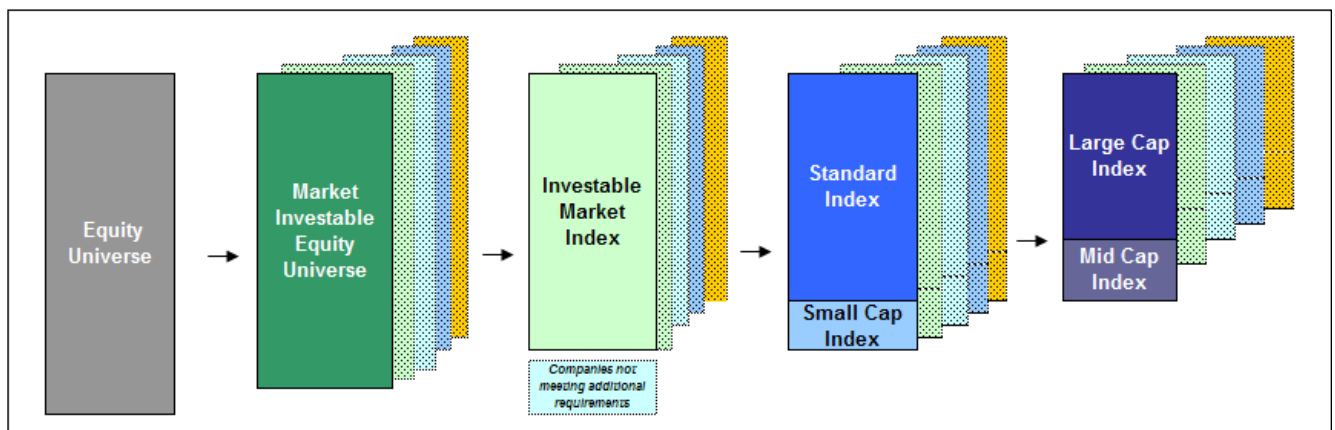 Equity
Universe
Market
Investable
Equity
Universe
Investable
Market
Index
Companies not
meeting additional
requirements
Standard
Index
Small Cap
Index
Large Cap
Index
Mid Cap
Index